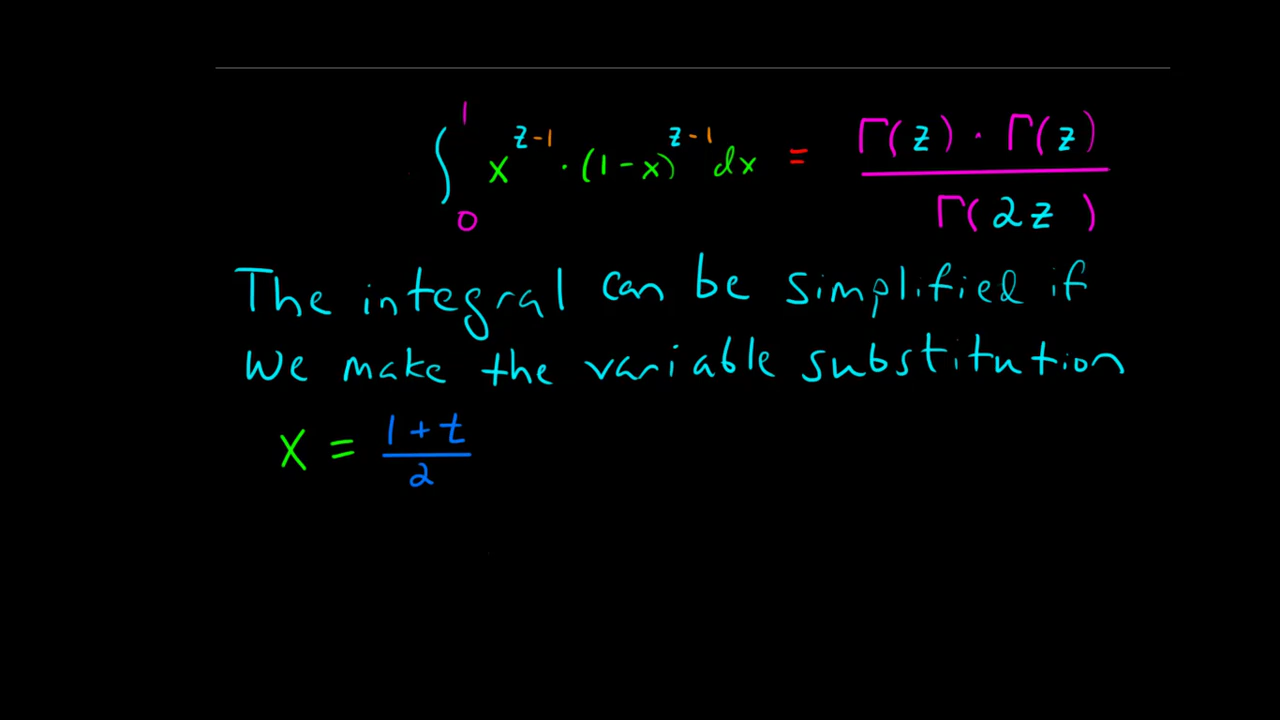 ∫₀¹ x^(z-1) · (1-x)^(z-1) dx = Γ(z) · Γ(z) / Γ(2z)
The integral can be simplified if
we make the variable substitution
x = (1+t)/2